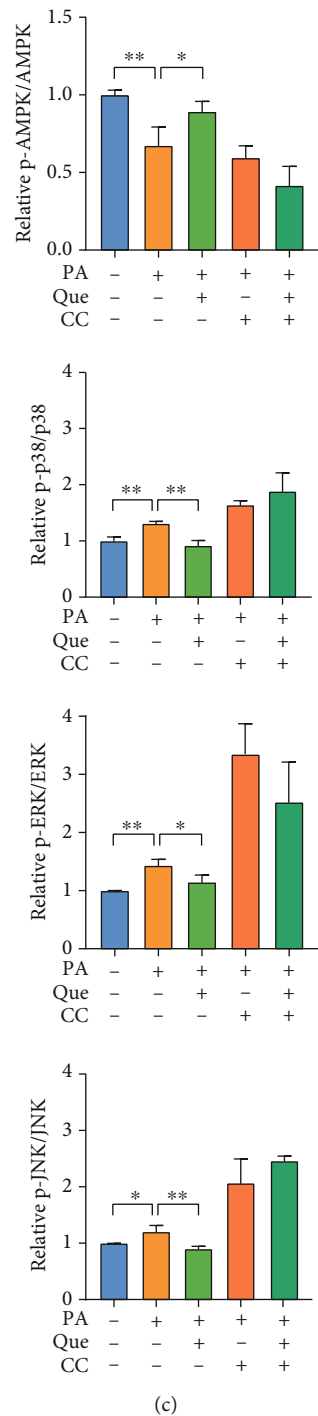 Relative p-AMPK/AMPK
1.5
1.0
0.5
0.0
** *
PA – + + + +
Que – – + – +
CC – – – + +
Relative p-p38/p38
4
3
2
1
0
** **
PA – + + + +
Que – – + – +
CC – – – + +
Relative p-ERK/ERK
4
3
2
1
0
** *
PA – + + + +
Que – – + – +
CC – – – + +
Relative p-JNK/JNK
4
2
2
1
0
* **
PA – + + + +
Que – – + – +
CC – – – + +
(c)